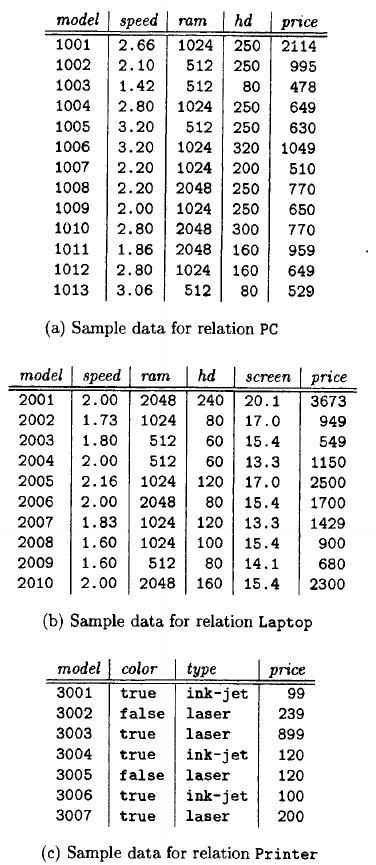 model speed ram hd price
1001 2.66 1024 250 2114
1002 2.10 512 250 995
1003 1.42 512 80 478
1004 2.80 1024 250 649
1005 3.20 512 250 630
1006 3.20 1024 320 1049
1007 2.20 1024 200 510
1008 2.20 2048 250 770
1009 2.00 1024 250 650
1010 2.80 2048 300 770
1011 1.86 2048 160 959
1012 2.80 1024 160 649
1013 3.06 512 80 529
(a) Sample data for relation PC
model speed ram hd screen price
2001 2.00 2048 240 20.1 3673
2002 1.73 1024 80 17.0 949
2003 1.80 512 60 15.4 549
2004 2.00 512 60 13.3 1150
2005 2.16 1024 120 17.0 2500
2006 2.00 2048 80 15.4 1700
2007 1.83 1024 120 13.3 1429
2008 1.60 1024 100 15.4 900
2009 1.60 512 80 14.1 680
2010 2.00 2048 160 15.4 2300
(b) Sample data for relation Laptop
model color type price
3001 true ink-jet 99
3002 false laser 239
3003 true laser 899
3004 true ink-jet 120
3005 false laser 120
3006 true ink-jet 100
3007 true laser 200
(c) Sample data for relation Printer